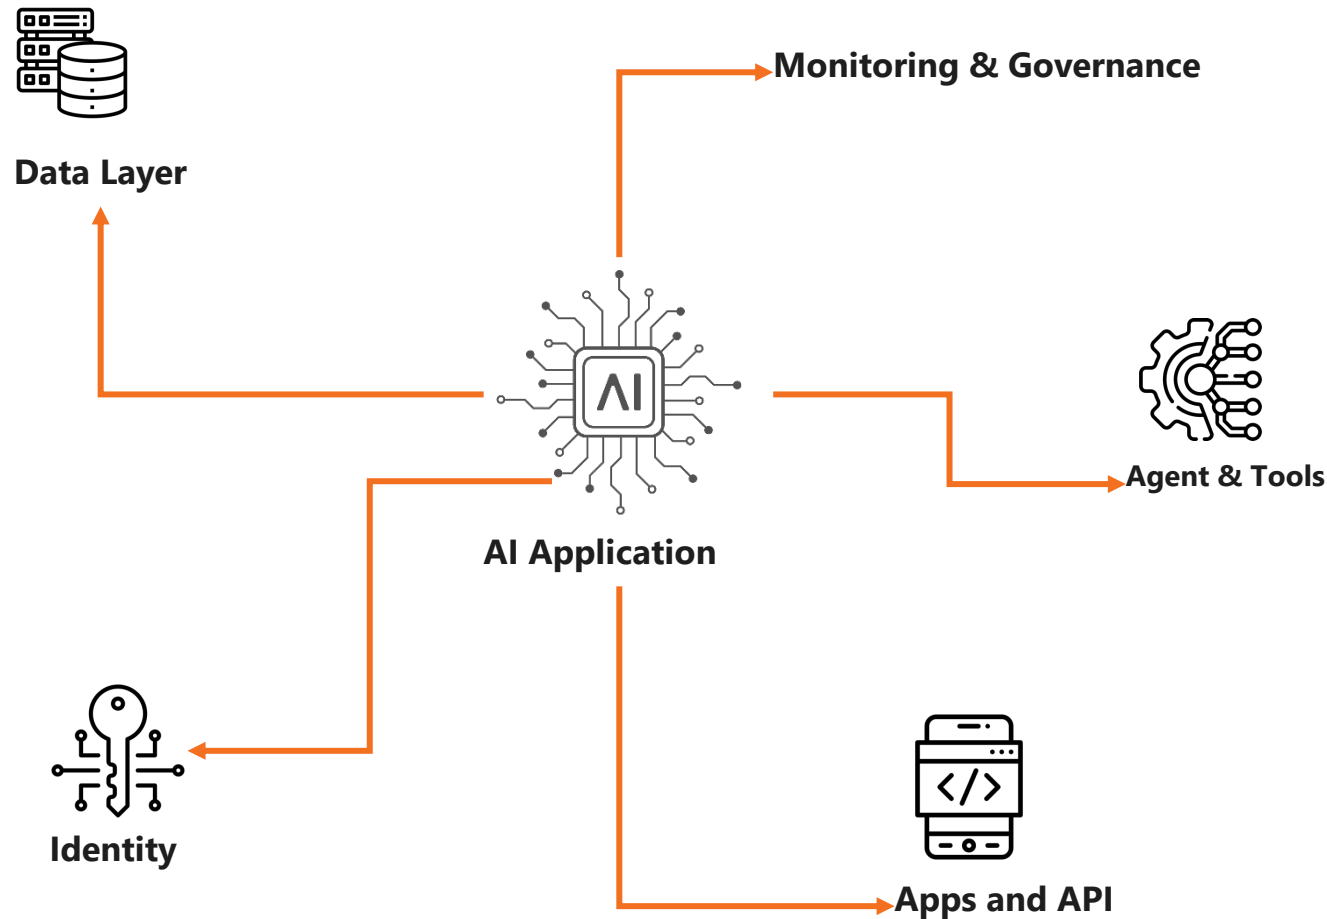 Monitoring & Governance
Data Layer
AI
Agent & Tools
AI Application
Identity
</>
Apps and API